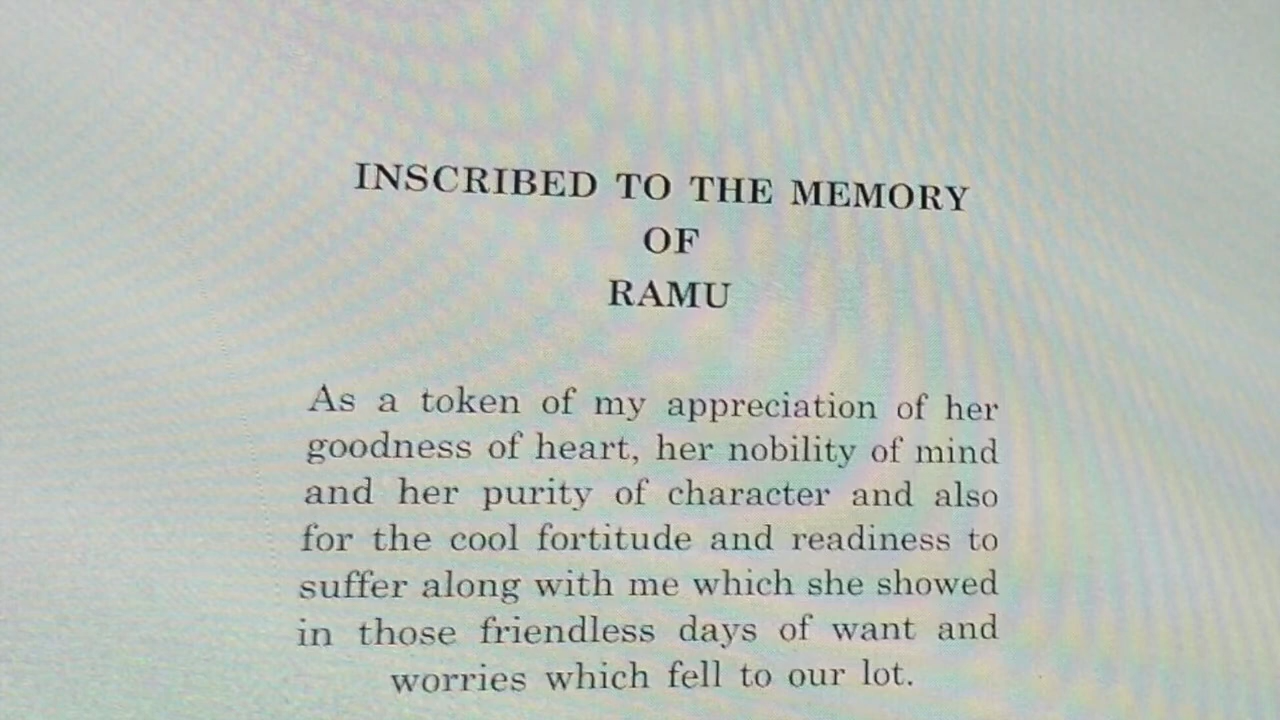 INSCRIBED TO THE MEMORY
OF
RAMU
As a token of my appreciation of her
goodness of heart, her nobility of mind
and her purity of character and also
for the cool fortitude and readiness to
suffer along with me which she showed
in those friendless days of want and
worries which fell to our lot.